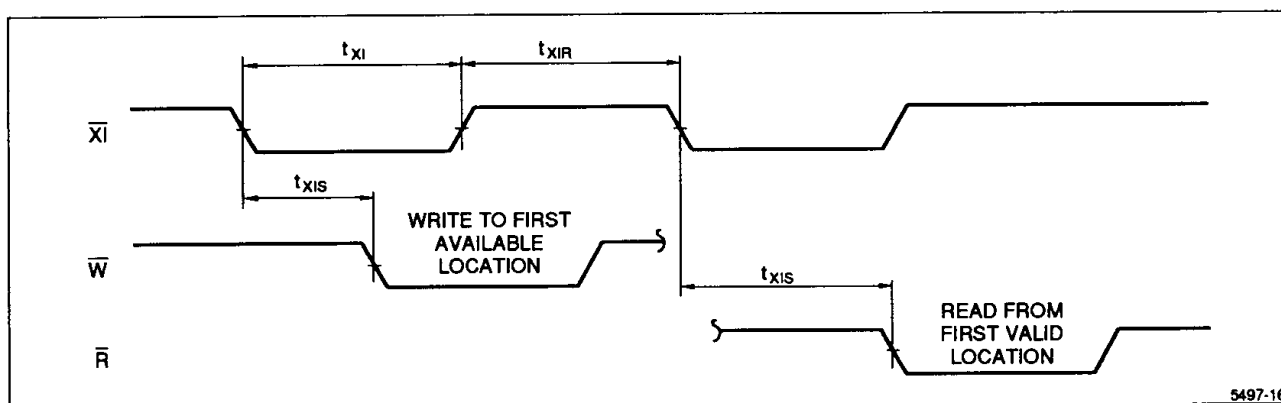 tXI
tXIR
XI
tXIS
WRITE TO FIRST
AVAILABLE
LOCATION
W
tXIS
READ FROM
FIRST VALID
LOCATION
R
5497-16